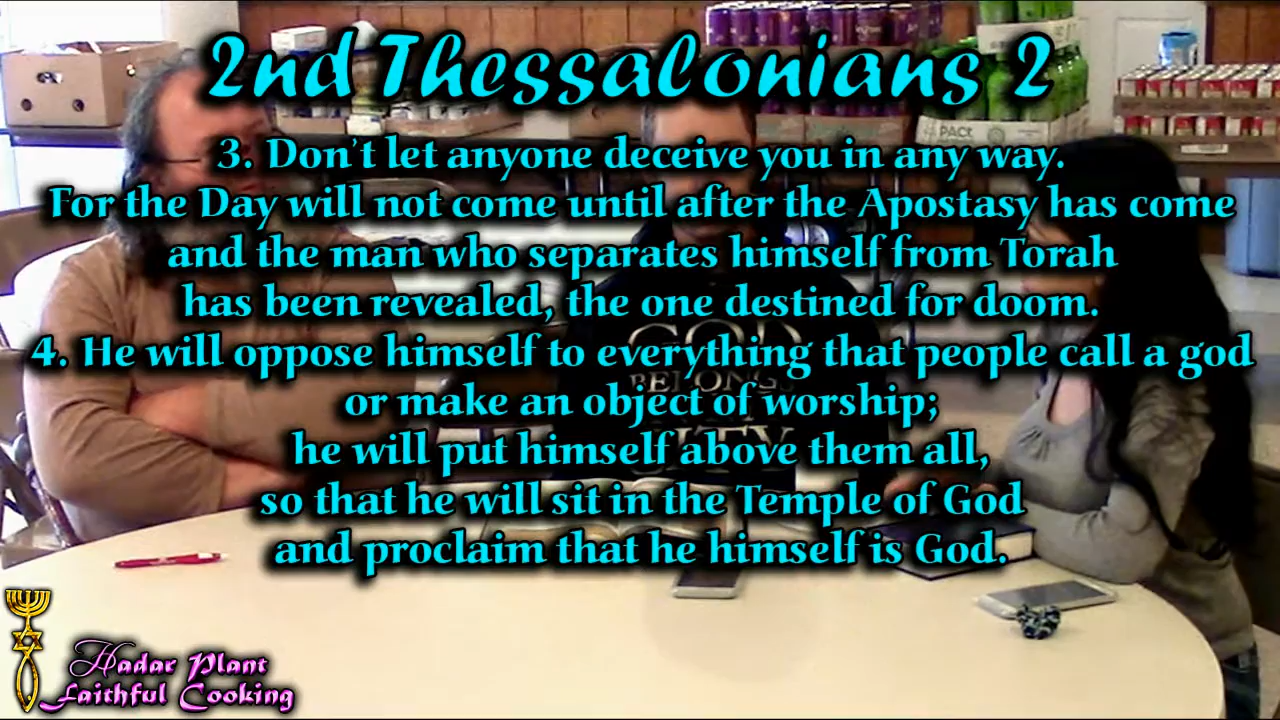 2nd Thessalonians 2
3. Don't let anyone deceive you in any way.
For the Day will not come until after the Apostasy has come
and the man who separates himself from Torah
has been revealed, the one destined for doom.
4. He will oppose himself to everything that people call a god
or make an object of worship;
he will put himself above them all,
so that he will sit in the Temple of God
and proclaim that he himself is God.
GOD
BELONGS
CITY
PACT
Hadar Plant
Faithful Cooking